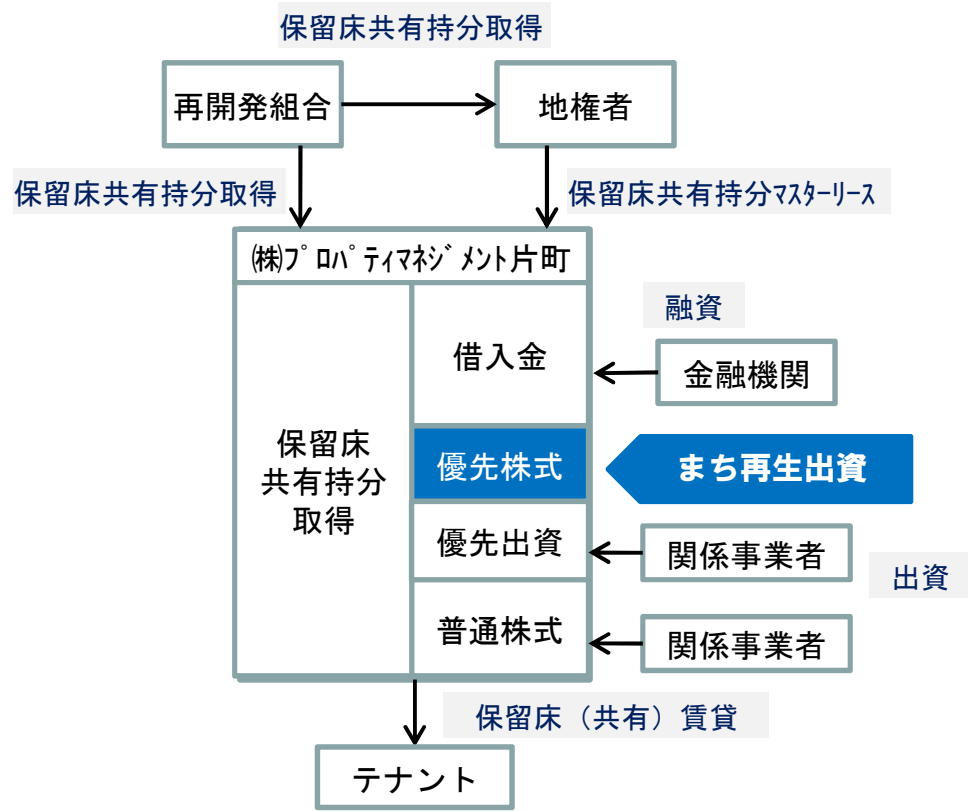 保留床共有持分取得
再開発組合
地権者
保留床共有持分取得
保留床共有持分ﾏｽﾀｰﾘｰｽ
㈱ﾌﾟﾛﾊﾟﾃｨﾏﾈｼﾞﾒﾝﾄ片町
融資
借入金
金融機関
保留床
共有持分
取得
優先株式
まち再生出資
優先出資
関係事業者
出資
普通株式
関係事業者
保留床（共有）賃貸
テナント